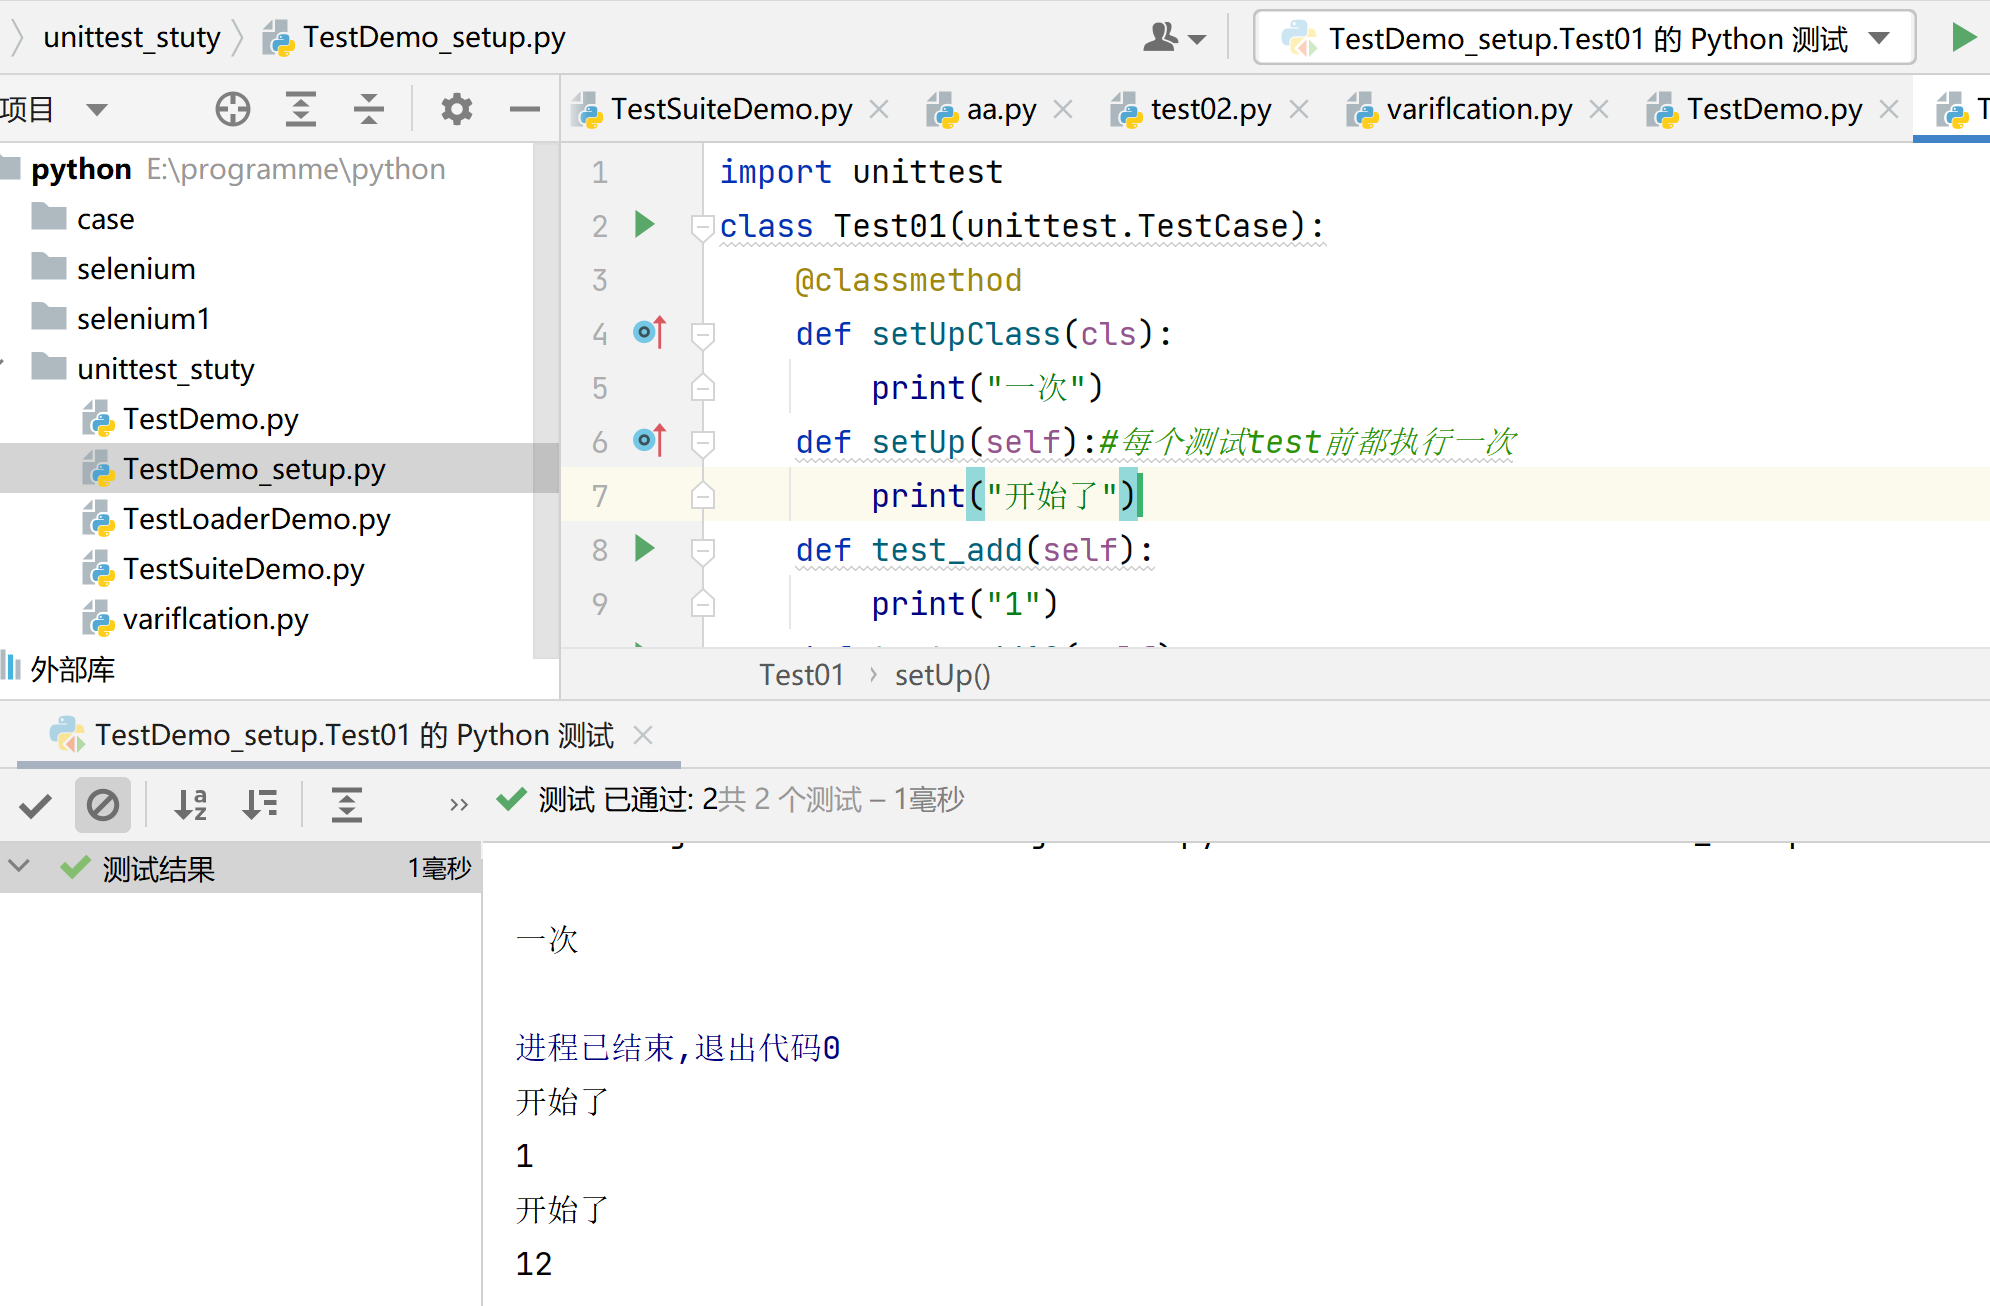 unittest_stuty TestDemo_setup.py TestDemo_setup.Test01 的 Python 测试
项目 TestSuiteDemo.py aa.py test02.py variflcation.py TestDemo.py
python E:\programme\python
case
selenium
selenium1
unittest_stuty
TestDemo.py
TestDemo_setup.py
TestLoaderDemo.py
TestSuiteDemo.py
variflcation.py
外部库
1 import unittest
2 class Test01(unittest.TestCase):
3 @classmethod
4 def setUpClass(cls):
5 print("一次")
6 def setUp(self):#每个测试test前都执行一次
7 print("开始了")
8 def test_add(self):
9 print("1")
Test01 › setUp()
TestDemo_setup.Test01 的 Python 测试
» 测试 已通过: 2共 2 个测试 – 1毫秒
测试结果 1毫秒
一次
进程已结束,退出代码0
开始了
1
开始了
12